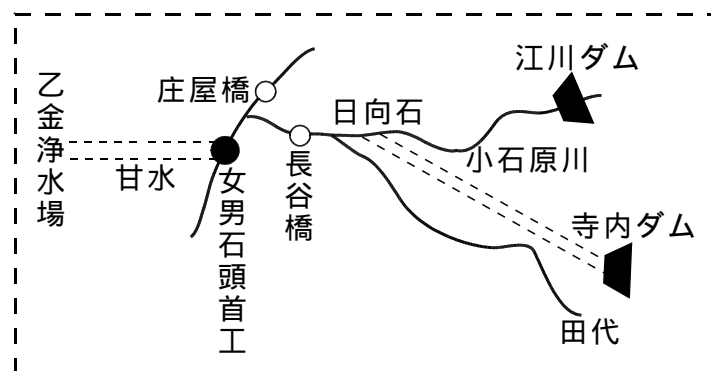 江川ダム
庄屋橋
日向石
乙金浄水場
小石原川
長谷橋
甘水
女男石頭首工
寺内ダム
田代